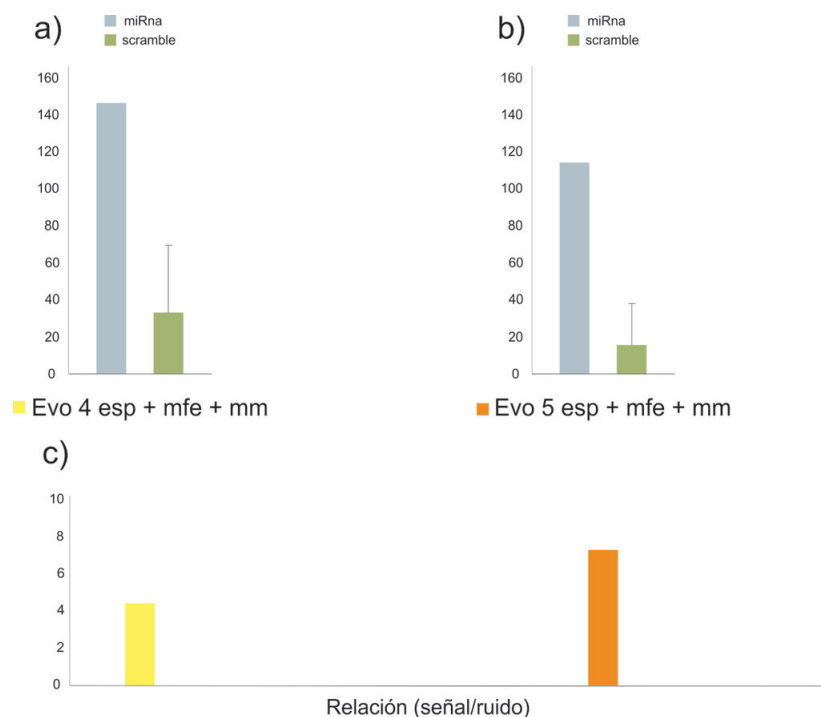 a)
miRna
scramble
160
140
120
100
80
60
40
20
0
Evo 4 esp + mfe + mm
b)
miRna
scramble
160
140
120
100
80
60
40
20
0
Evo 5 esp + mfe + mm
c)
10
8
6
4
2
0
Relación (señal/ruido)